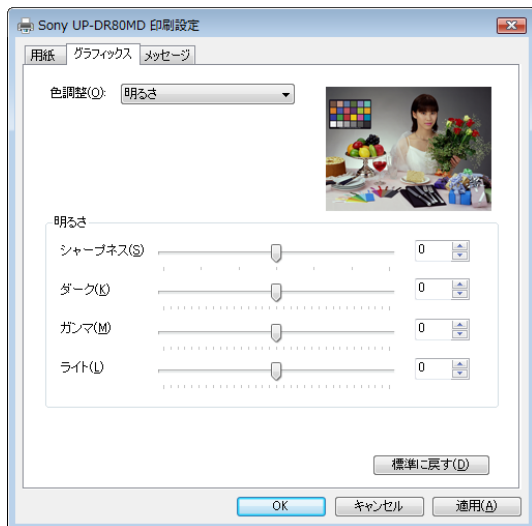 Sony UP-DR80MD 印刷設定
用紙 グラフィックス メッセージ
色調整(O): 明るさ
明るさ
シャープネス(S) 0
ダーク(K) 0
ガンマ(M) 0
ライト(L) 0
標準に戻す(D)
OK キャンセル 適用(A)